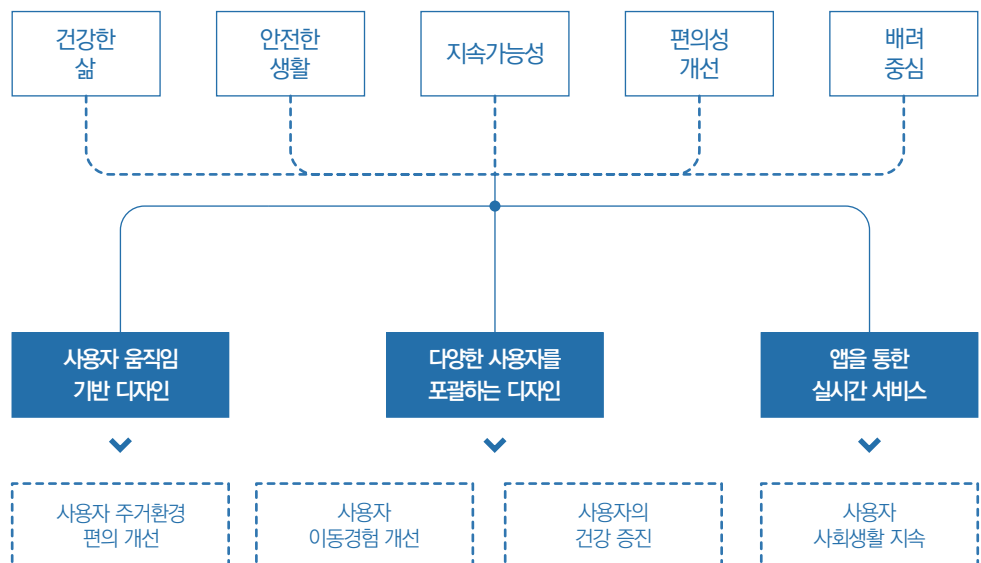 건강한
삶
안전한
생활
지속가능성
편의성
개선
배려
중심
사용자 움직임
기반 디자인
다양한 사용자를
포괄하는 디자인
앱을 통한
실시간 서비스
사용자 주거환경
편의 개선
사용자
이동경험 개선
사용자의
건강 증진
사용자
사회생활 지속